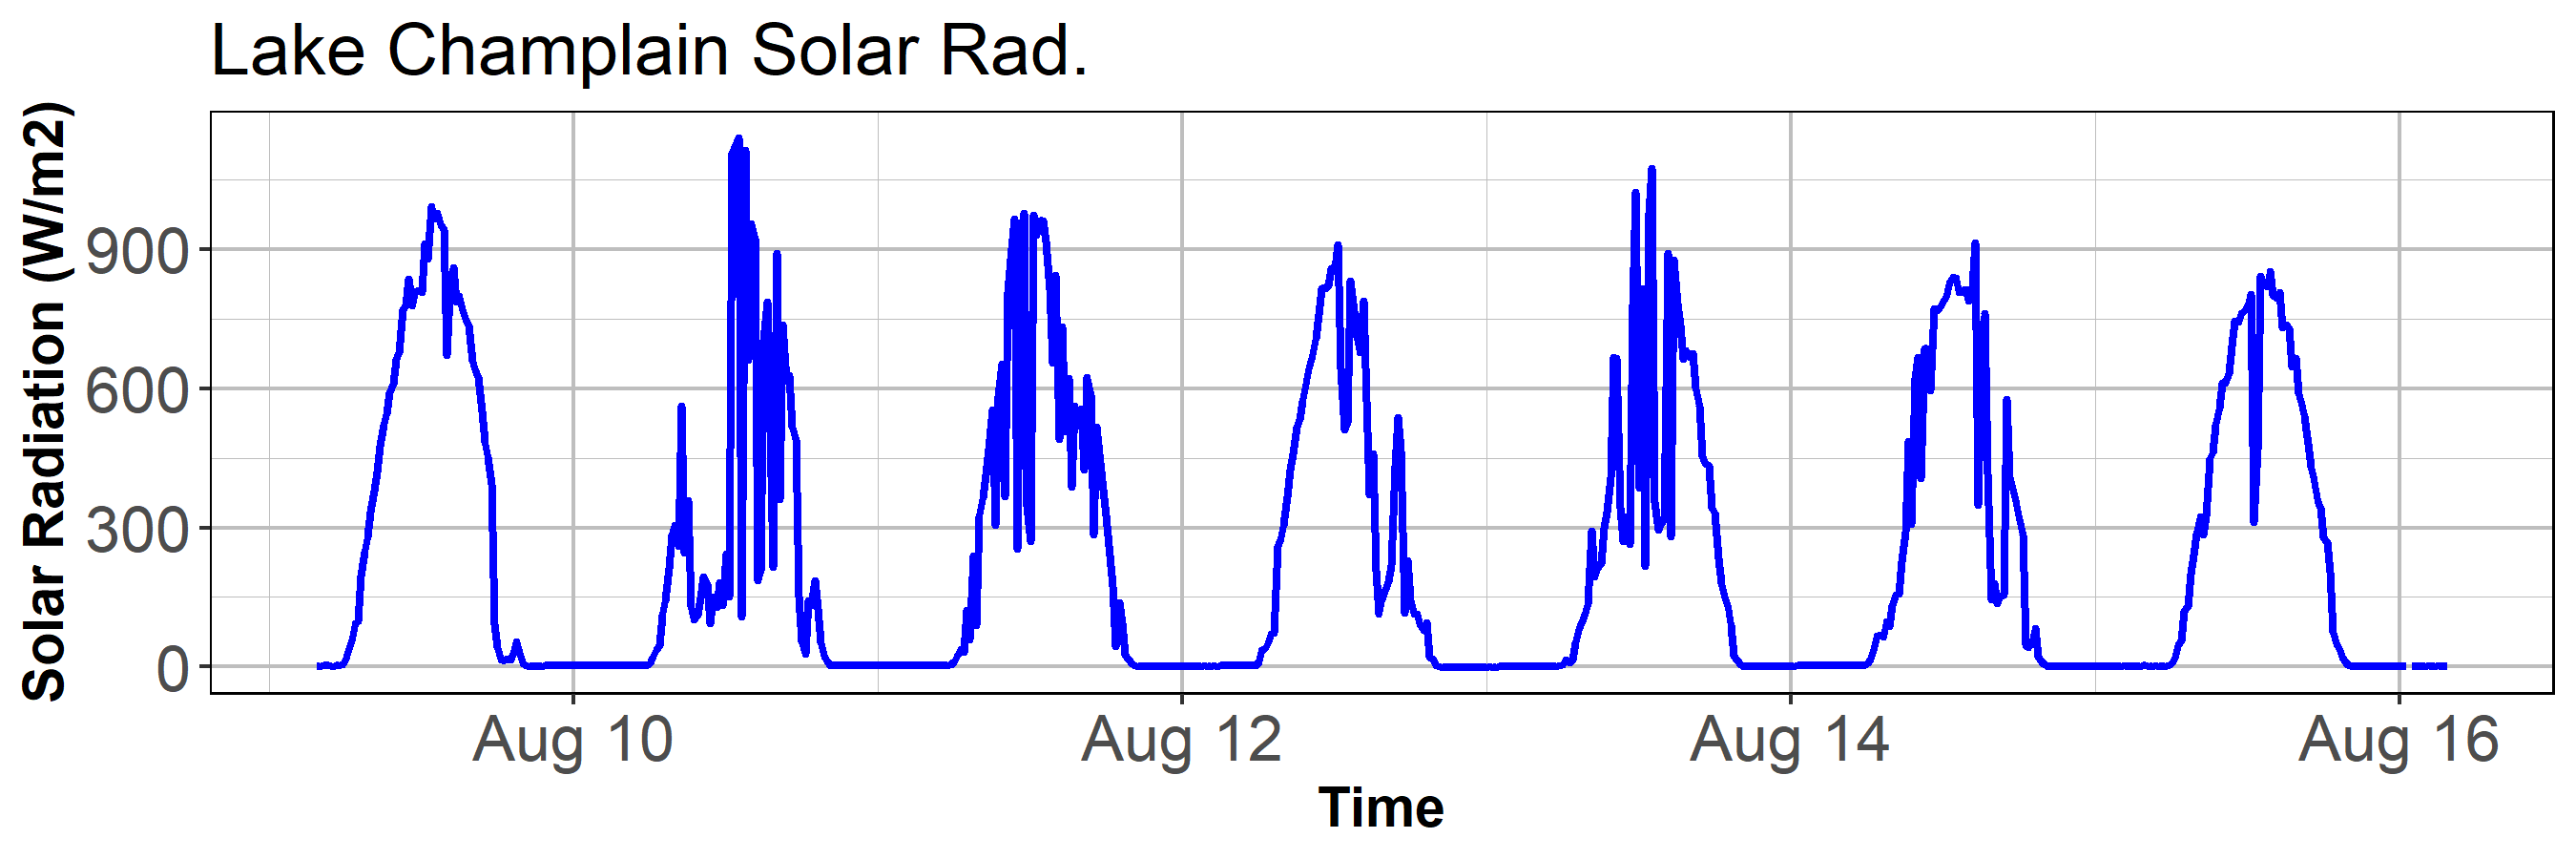 Lake Champlain Solar Rad.
Solar Radiation (W/m2)
900
600
300
0
Aug 10 Aug 12 Aug 14 Aug 16
Time